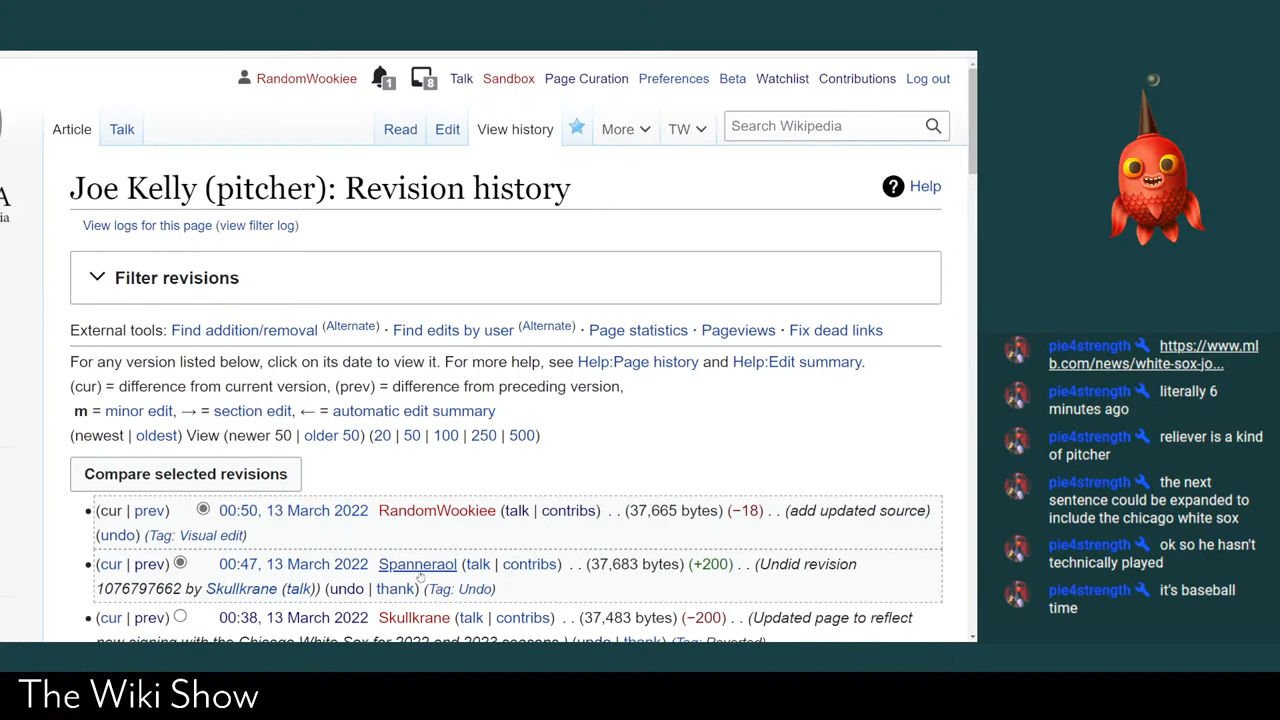 RandomWookiee 1 8 Talk Sandbox Page Curation Preferences Beta Watchlist Contributions Log out
Article Talk Read Edit View history More TW Search Wikipedia
A
ia
Joe Kelly (pitcher): Revision history
? Help
View logs for this page (view filter log)
Filter revisions
External tools: Find addition/removal (Alternate) · Find edits by user (Alternate) · Page statistics · Pageviews · Fix dead links
For any version listed below, click on its date to view it. For more help, see Help:Page history and Help:Edit summary.
(cur) = difference from current version, (prev) = difference from preceding version,
m = minor edit, → = section edit, ← = automatic edit summary
(newest | oldest) View (newer 50 | older 50) (20 | 50 | 100 | 250 | 500)
Compare selected revisions
(cur | prev) 00:50, 13 March 2022 RandomWookiee (talk | contribs) . . (37,665 bytes) (−18) . . (add updated source)
(undo) (Tag: Visual edit)
(cur | prev) 00:47, 13 March 2022 Spanneraol (talk | contribs) . . (37,683 bytes) (+200) . . (Undid revision
1076797662 by Skullkrane (talk)) (undo | thank) (Tag: Undo)
(cur | prev) 00:38, 13 March 2022 Skullkrane (talk | contribs) . . (37,483 bytes) (−200) . . (Updated page to reflect
new signing with the Chicago White Sox for 2022 and 2023 seasons.) (undo | thank) (Tag: Reverted)
pie4strength https://www.ml
b.com/news/white-sox-jo...
pie4strength literally 6
minutes ago
pie4strength reliever is a kind
of pitcher
pie4strength the next
sentence could be expanded to
include the chicago white sox
pie4strength ok so he hasn't
technically played
pie4strength it's baseball
time
The Wiki Show